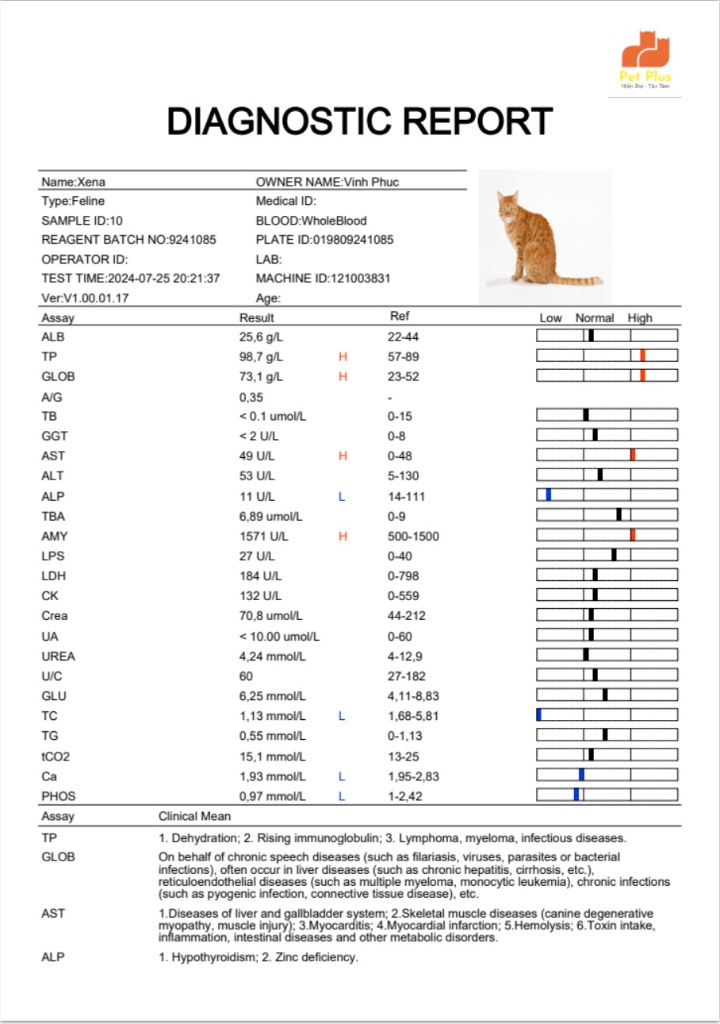 Pet Plus
Hiện Đại - Tận Tâm
DIAGNOSTIC REPORT
Name:Xena OWNER NAME:Vinh Phuc
Type:Feline Medical ID:
SAMPLE ID:10 BLOOD:WholeBlood
REAGENT BATCH NO:9241085 PLATE ID:019809241085
OPERATOR ID: LAB:
TEST TIME:2024-07-25 20:21:37 MACHINE ID:121003831
Ver:V1.00.01.17 Age:
Assay Result Ref Low Normal High
ALB 25,6 g/L 22-44
TP 98,7 g/L H 57-89
GLOB 73,1 g/L H 23-52
A/G 0,35 -
TB < 0.1 umol/L 0-15
GGT < 2 U/L 0-8
AST 49 U/L H 0-48
ALT 53 U/L 5-130
ALP 11 U/L L 14-111
TBA 6,89 umol/L 0-9
AMY 1571 U/L H 500-1500
LPS 27 U/L 0-40
LDH 184 U/L 0-798
CK 132 U/L 0-559
Crea 70,8 umol/L 44-212
UA < 10.00 umol/L 0-60
UREA 4,24 mmol/L 4-12,9
U/C 60 27-182
GLU 6,25 mmol/L 4,11-8,83
TC 1,13 mmol/L L 1,68-5,81
TG 0,55 mmol/L 0-1,13
tCO2 15,1 mmol/L 13-25
Ca 1,93 mmol/L L 1,95-2,83
PHOS 0,97 mmol/L L 1-2,42
Assay Clinical Mean
TP 1. Dehydration; 2. Rising immunoglobulin; 3. Lymphoma, myeloma, infectious diseases.
GLOB On behalf of chronic speech diseases (such as filariasis, viruses, parasites or bacterial
infections), often occur in liver diseases (such as chronic hepatitis, cirrhosis, etc.),
reticuloendothelial diseases (such as multiple myeloma, monocytic leukemia), chronic infections
(such as pyogenic infection, connective tissue disease), etc.
AST 1.Diseases of liver and gallbladder system; 2.Skeletal muscle diseases (canine degenerative
myopathy, muscle injury); 3.Myocarditis; 4.Myocardial infarction; 5.Hemolysis; 6.Toxin intake,
inflammation, intestinal diseases and other metabolic disorders.
ALP 1. Hypothyroidism; 2. Zinc deficiency.